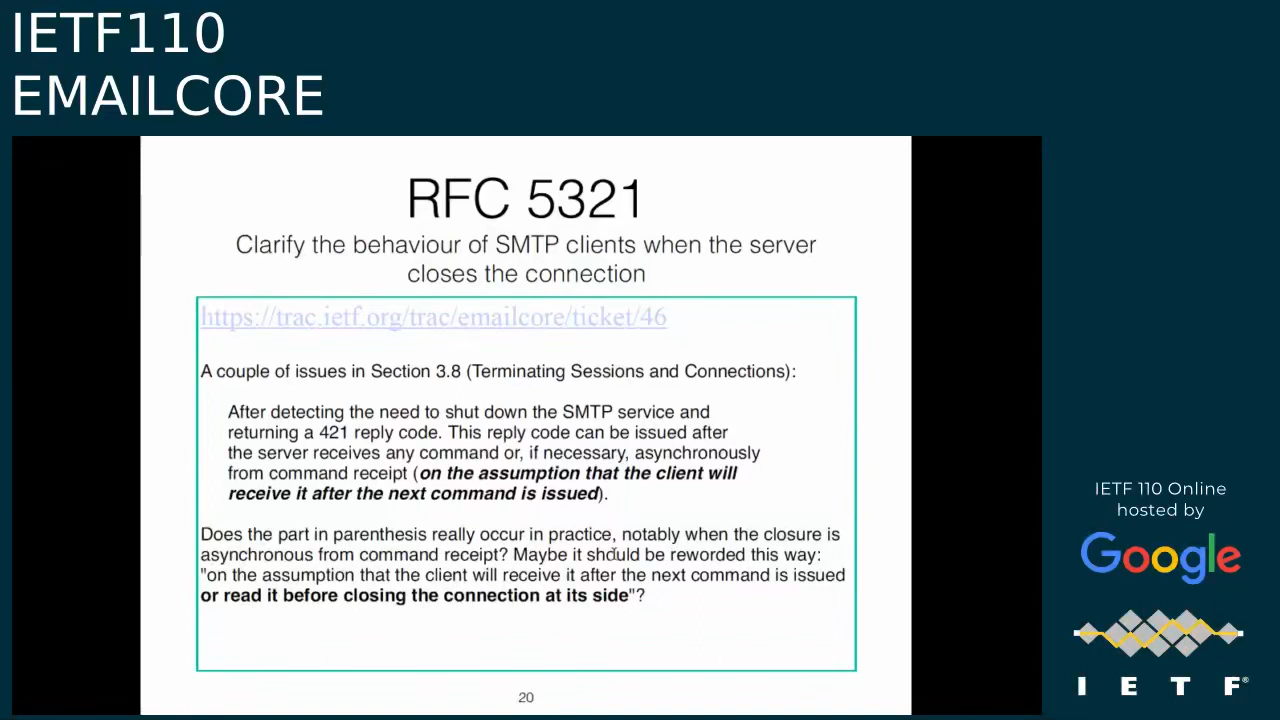 IETF110
EMAILCORE
RFC 5321
Clarify the behaviour of SMTP clients when the server
closes the connection
https://trac.ietf.org/trac/emailcore/ticket/46
A couple of issues in Section 3.8 (Terminating Sessions and Connections):
After detecting the need to shut down the SMTP service and
returning a 421 reply code. This reply code can be issued after
the server receives any command or, if necessary, asynchronously
from command receipt (on the assumption that the client will
receive it after the next command is issued).
Does the part in parenthesis really occur in practice, notably when the closure is
asynchronous from command receipt? Maybe it should be reworded this way:
"on the assumption that the client will receive it after the next command is issued
or read it before closing the connection at its side"?
20
IETF 110 Online
hosted by
Google
I E T F®